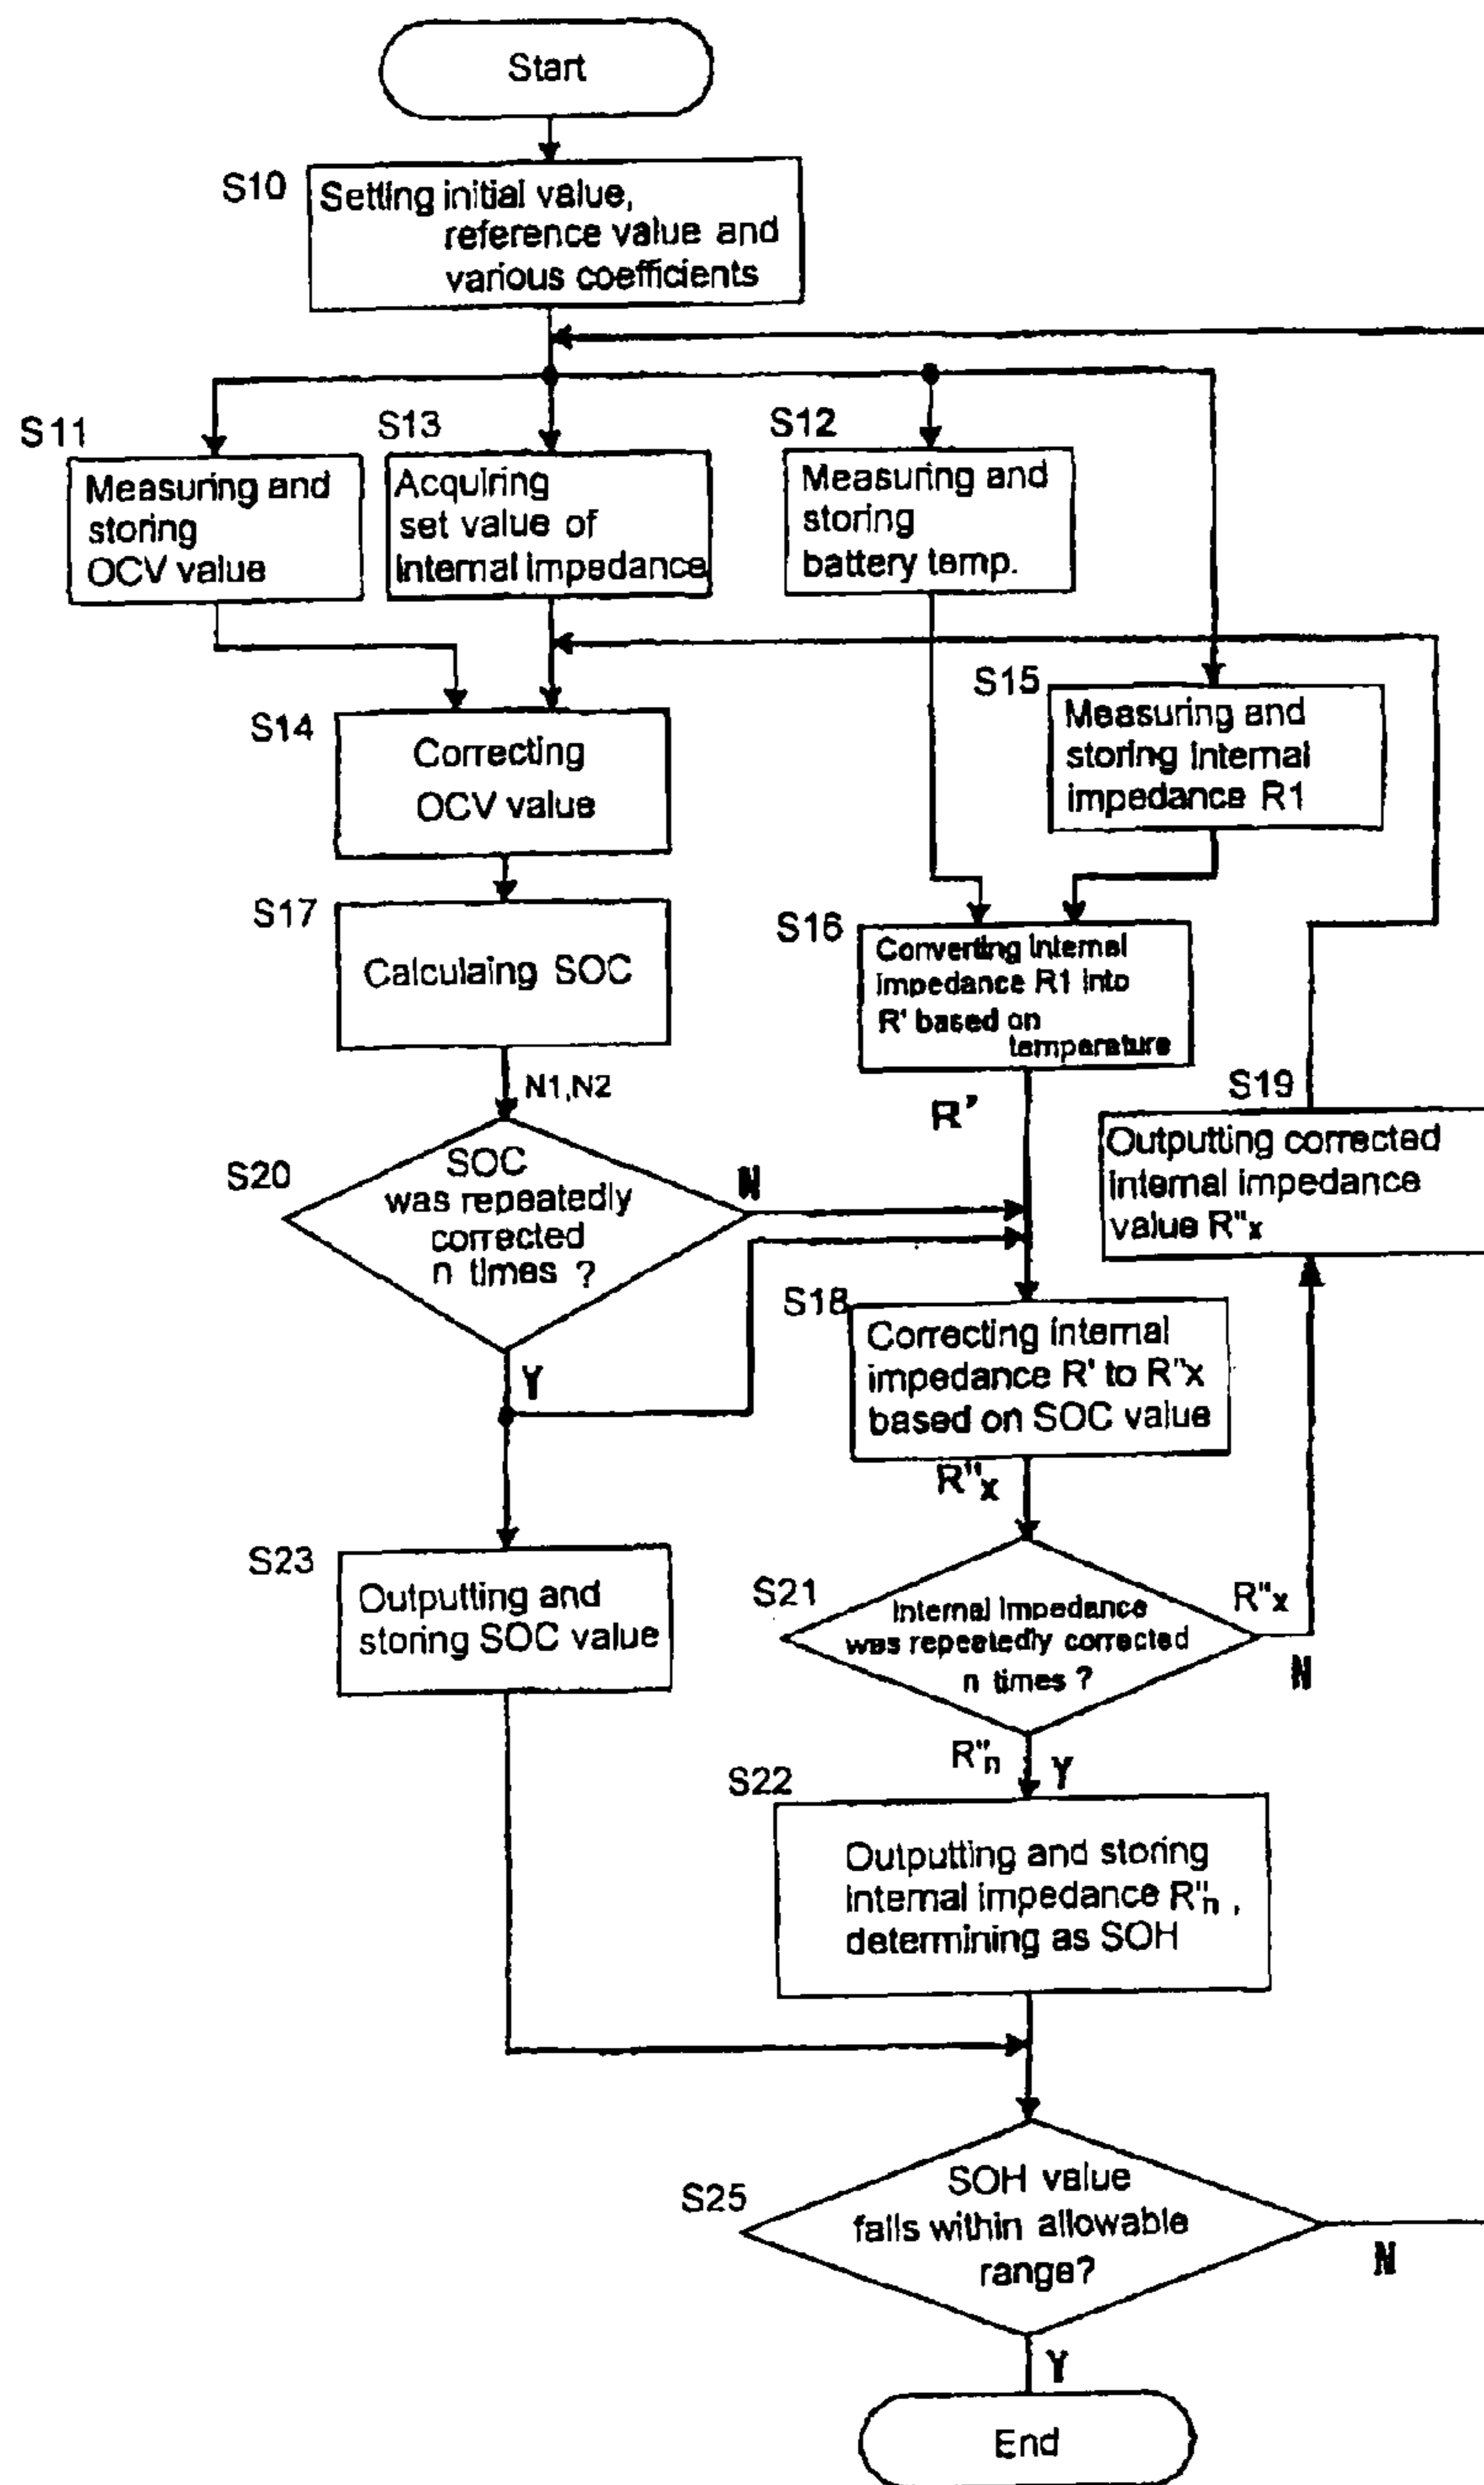 Start
S10
Setting initial value,
reference value and
various coefficients
S11
Measuring and
storing
OCV value
S13
Acquiring
set value of
internal impedance
S12
Measuring and
storing
battery temp.
S15
Measuring and
storing internal
impedance R1
S14
Correcting
OCV value
S17
Calculaing SOC
N1,N2
S16
Converting internal
impedance R1 into
R' based on
temperature
R'
S19
Outputting corrected
internal impedance
value R"x
S20
SOC
was repeatedly
corrected
n times ?
N
Y
S18
Correcting internal
impedance R' to R"x
based on SOC value
R"x
S23
Outputting and
storing SOC value
S21
Internal impedance
was repeatedly corrected
n times ?
R"x
N
R"n
Y
S22
Outputting and storing
internal impedance R"n ,
determining as SOH
S25
SOH value
falls within allowable
range?
N
Y
End